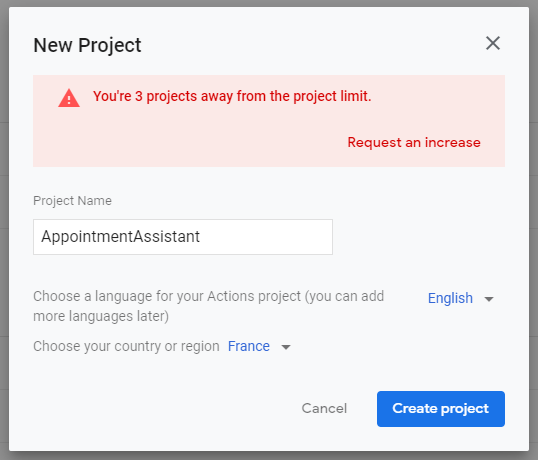 New Project
You're 3 projects away from the project limit.
Request an increase
Project Name
AppointmentAssistant
Choose a language for your Actions project (you can add
more languages later)
English
Choose your country or region France
Cancel
Create project